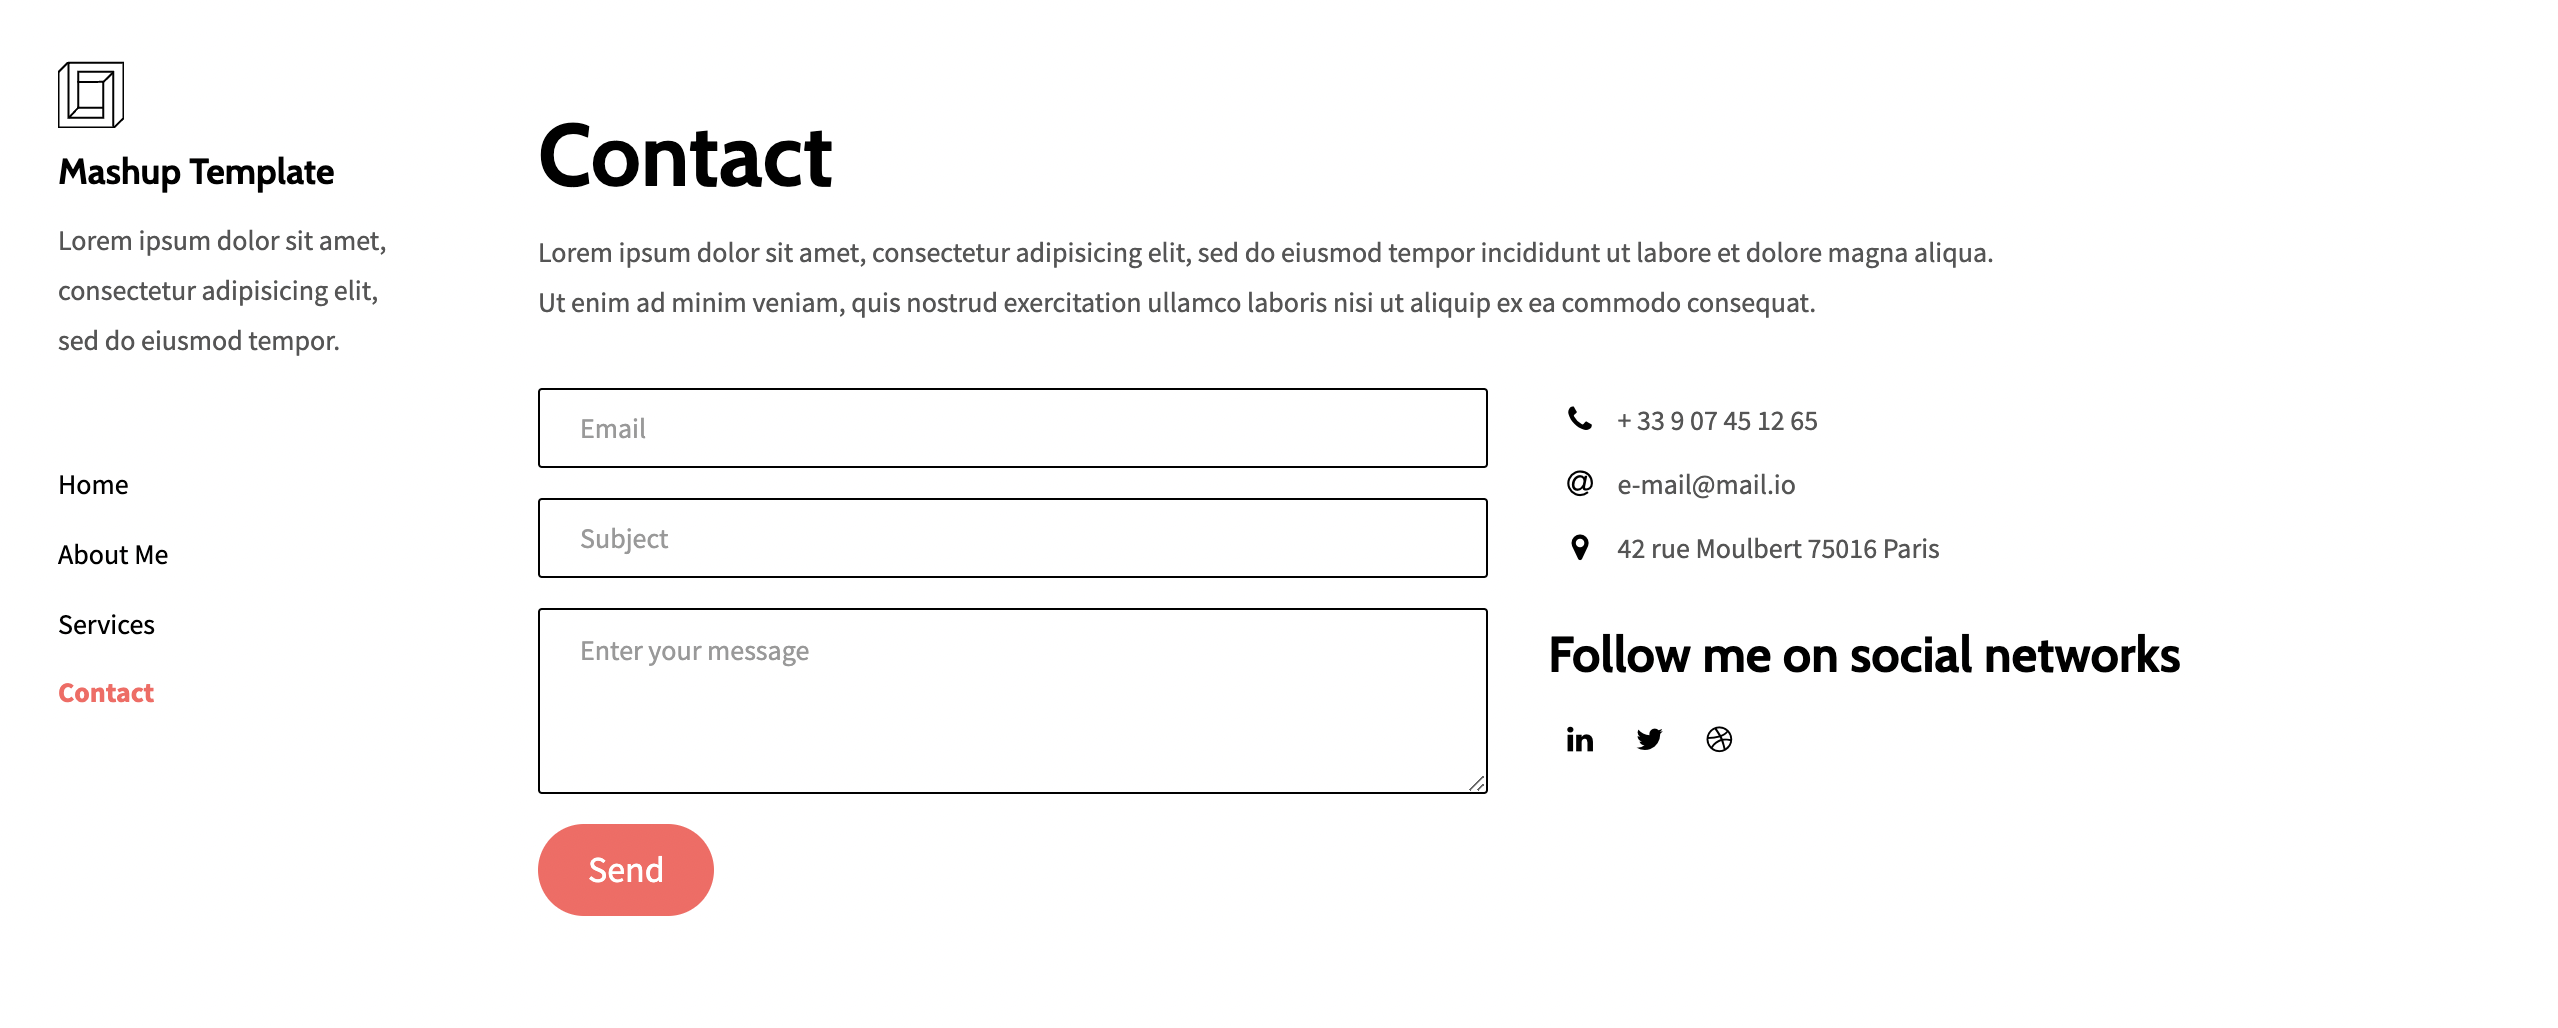 Mashup Template
Lorem ipsum dolor sit amet,
consectetur adipisicing elit,
sed do eiusmod tempor.
Home
About Me
Services
Contact
Contact
Lorem ipsum dolor sit amet, consectetur adipisicing elit, sed do eiusmod tempor incididunt ut labore et dolore magna aliqua.
Ut enim ad minim veniam, quis nostrud exercitation ullamco laboris nisi ut aliquip ex ea commodo consequat.
Email
Subject
Enter your message
Send
+ 33 9 07 45 12 65
e-mail@mail.io
42 rue Moulbert 75016 Paris
Follow me on social networks